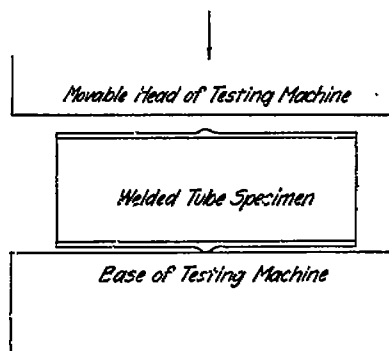 Movable Head of Testing Machine
Welded Tube Specimen
Base of Testing Machine